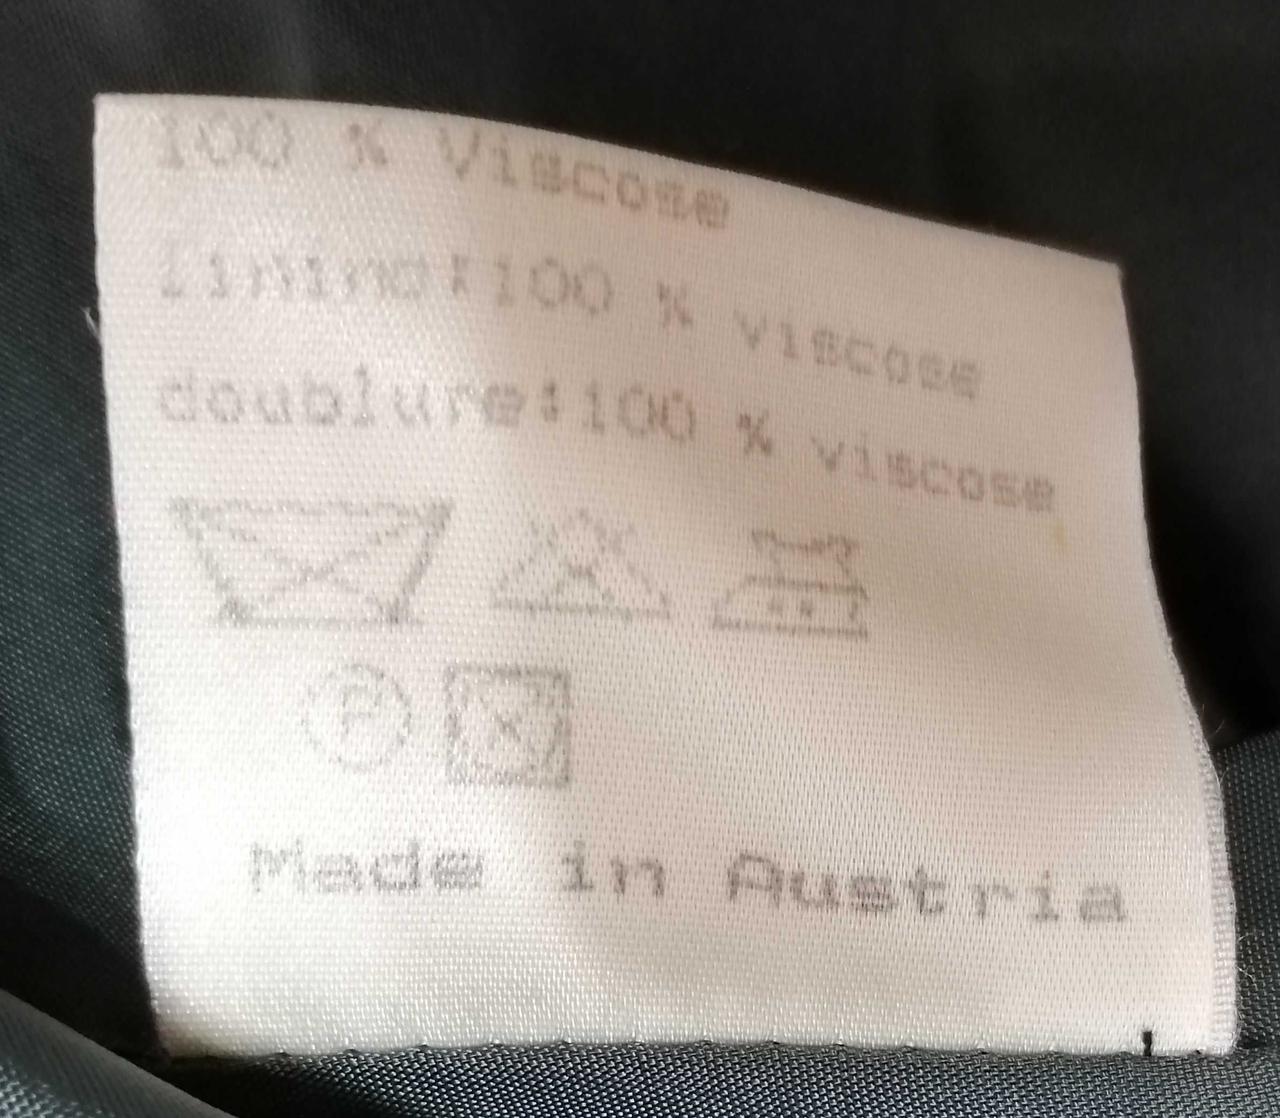 100 % Viscose
lining:100 % viscose
doublure:100 % viscose
P
Made in Austria